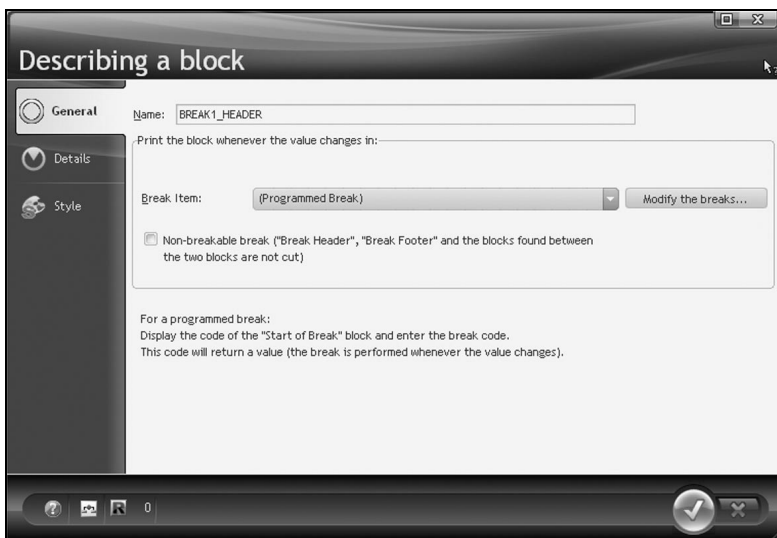 Describing a block
General
Details
Style
Name: BREAK1_HEADER
Print the block whenever the value changes in:
Break Item: (Programmed Break) Modify the breaks...
Non-breakable break ("Break Header", "Break Footer" and the blocks found between
the two blocks are not cut)
For a programmed break:
Display the code of the "Start of Break" block and enter the break code.
This code will return a value (the break is performed whenever the value changes).
? R 0